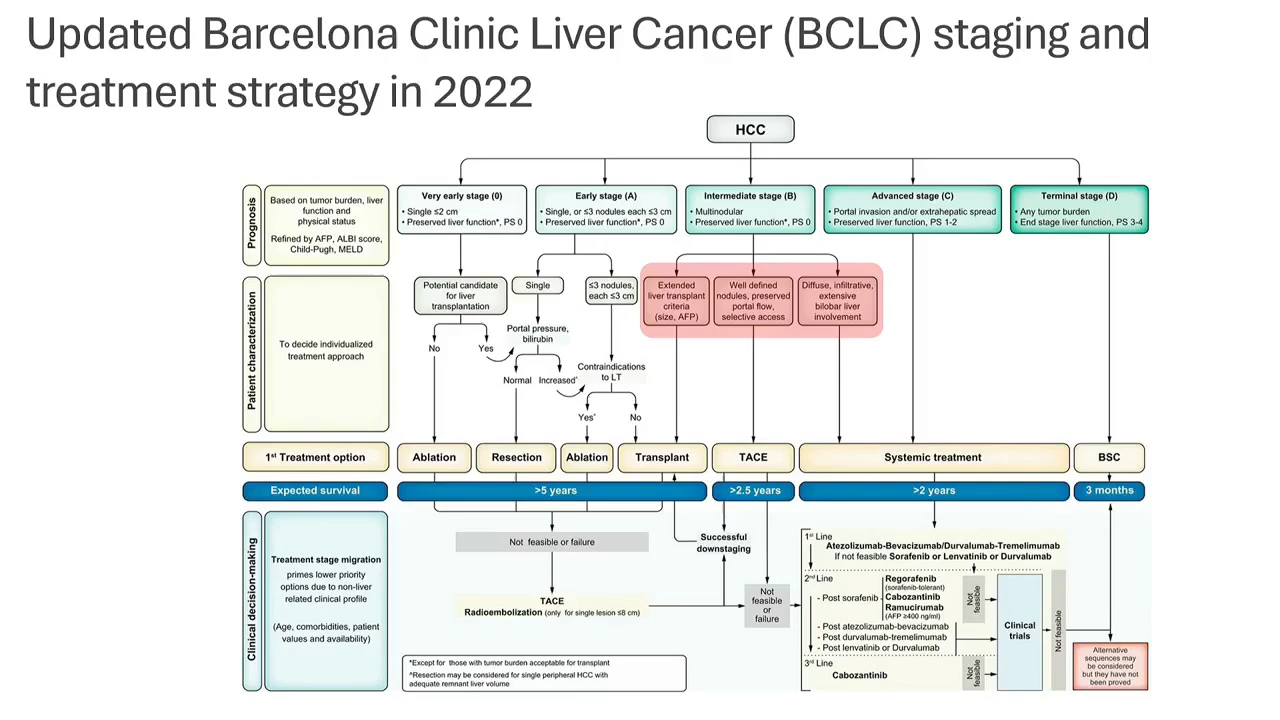 Updated Barcelona Clinic Liver Cancer (BCLC) staging and
treatment strategy in 2022
HCC
Prognosis
Based on tumor burden, liver
function and
physical status
Refined by AFP, ALBI score,
Child-Pugh, MELD
Very early stage (0)
• Single ≤2 cm
• Preserved liver function*, PS 0
Early stage (A)
• Single, or ≤3 nodules each ≤3 cm
• Preserved liver function*, PS 0
Intermediate stage (B)
• Multinodular
• Preserved liver function*, PS 0
Advanced stage (C)
• Portal invasion and/or extrahepatic spread
• Preserved liver function, PS 1-2
Terminal stage (D)
• Any tumor burden
• End stage liver function, PS 3-4
Patient characterization
To decide individualized
treatment approach
Potential candidate
for liver
transplantation
Single
≤3 nodules,
each ≤3 cm
Extended
liver transplant
criteria
(size, AFP)
Well defined
nodules, preserved
portal flow,
selective access
Diffuse, infiltrative,
extensive
bilobar liver
involvement
No
Yes
Portal pressure,
bilirubin
Normal
Increased^
Contraindications
to LT
Yes*
No
1st Treatment option
Ablation
Resection
Ablation
Transplant
TACE
Systemic treatment
BSC
Expected survival
>5 years
>2.5 years
>2 years
3 months
Clinical decision-making
Treatment stage migration
primes lower priority
options due to non-liver
related clinical profile
(Age, comorbidities, patient
values and availability)
Not feasible or failure
TACE
Radioembolization (only for single lesion ≤8 cm)
Successful
downstaging
Not
feasible
or
failure
1st Line
Atezolizumab-Bevacizumab/Durvalumab-Tremelimumab
If not feasible Sorafenib or Lenvatinib or Durvalumab
2nd Line
- Post sorafenib
Regorafenib
(sorafenib-tolerant)
Cabozantinib
Ramucirumab
(AFP ≥400 ng/ml)
- Post atezolizumab-bevacizumab
- Post durvalumab-tremelimumab
- Post lenvatinib or Durvalumab
3rd Line
Cabozantinib
Not
feasible
Not
feasible
Clinical
trials
Not feasible
Alternative
sequences may
be considered
but they have not
been proved
*Except for those with tumor burden acceptable for transplant
^Resection may be considered for single peripheral HCC with
adequate remnant liver volume